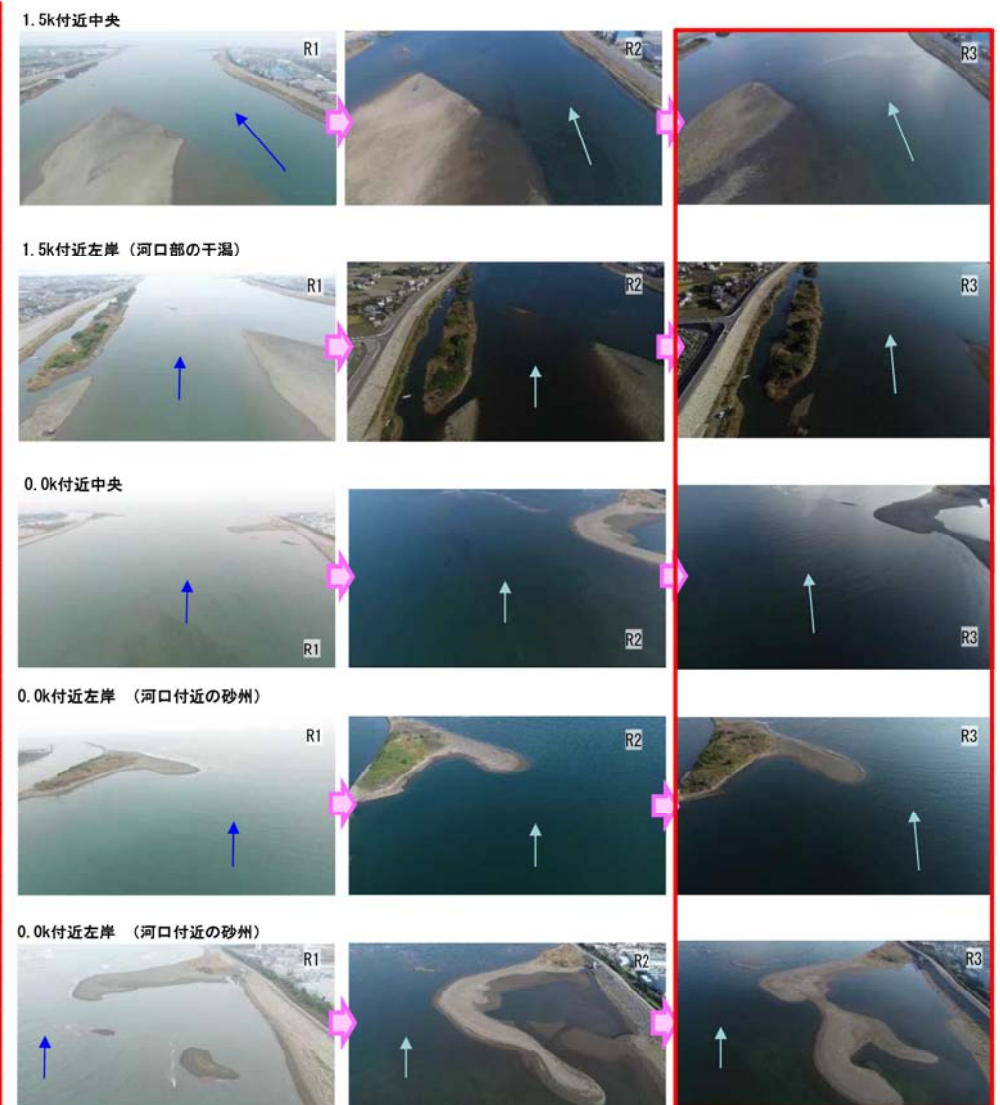 1.5k付近中央
R1 R2 R3
1.5k付近左岸（河口部の干潟）
R1 R2 R3
0.0k付近中央
R1 R2 R3
0.0k付近左岸 （河口付近の砂州）
R1 R2 R3
0.0k付近左岸 （河口付近の砂州）
R1 R2 R3